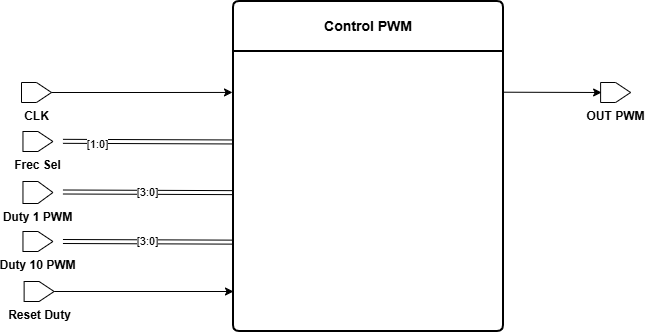 Control PWM
CLK
OUT PWM
[1:0]
Frec Sel
[3:0]
Duty 1 PWM
[3:0]
Duty 10 PWM
Reset Duty